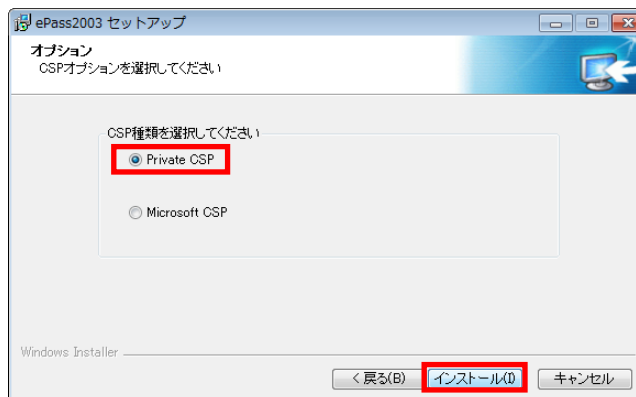 ePass2003 セットアップ
オプション
CSPオプションを選択してください
CSP種類を選択してください
Private CSP
Microsoft CSP
Windows Installer
< 戻る(B)
インストール(I)
キャンセル